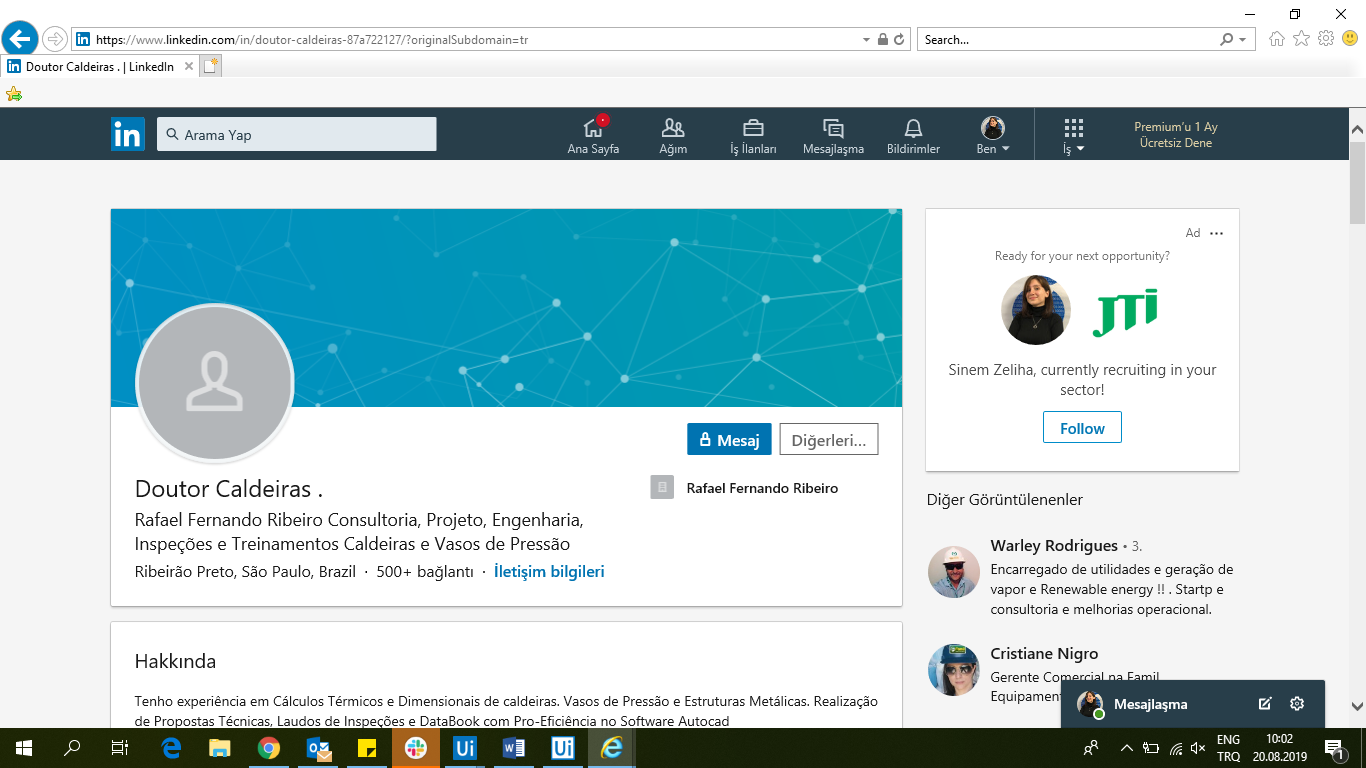 https://www.linkedin.com/in/doutor-caldeiras-87a722127/?originalSubdomain=tr
Search...
Doutor Caldeiras . | LinkedIn
in
Arama Yap
Ana Sayfa
Ağım
İş İlanları
Mesajlaşma
Bildirimler
Ben
İş
Premium'u 1 Ay
Ücretsiz Dene
Mesaj
Diğerleri...
Doutor Caldeiras .
Rafael Fernando Ribeiro
Rafael Fernando Ribeiro Consultoria, Projeto, Engenharia,
Inspeções e Treinamentos Caldeiras e Vasos de Pressão
Ribeirão Preto, São Paulo, Brazil · 500+ bağlantı · İletişim bilgileri
Hakkında
Tenho experiência em Cálculos Térmicos e Dimensionais de caldeiras. Vasos de Pressão e Estruturas Metálicas. Realização
de Propostas Técnicas, Laudos de Inspeções e DataBook com Pro-Eficiência no Software Autocad
Ad
Ready for your next opportunity?
JTi
Sinem Zeliha, currently recruiting in your
sector!
Follow
Diğer Görüntülenenler
Warley Rodrigues • 3.
Encarregado de utilidades e geração de
vapor e Renewable energy !! . Startp e
consultoria e melhorias operacional.
Cristiane Nigro
Gerente Comercial na Famil
Equipamen
Mesajlaşma
Ui
Ui
ENG
TRQ
10:02
20.08.2019
1